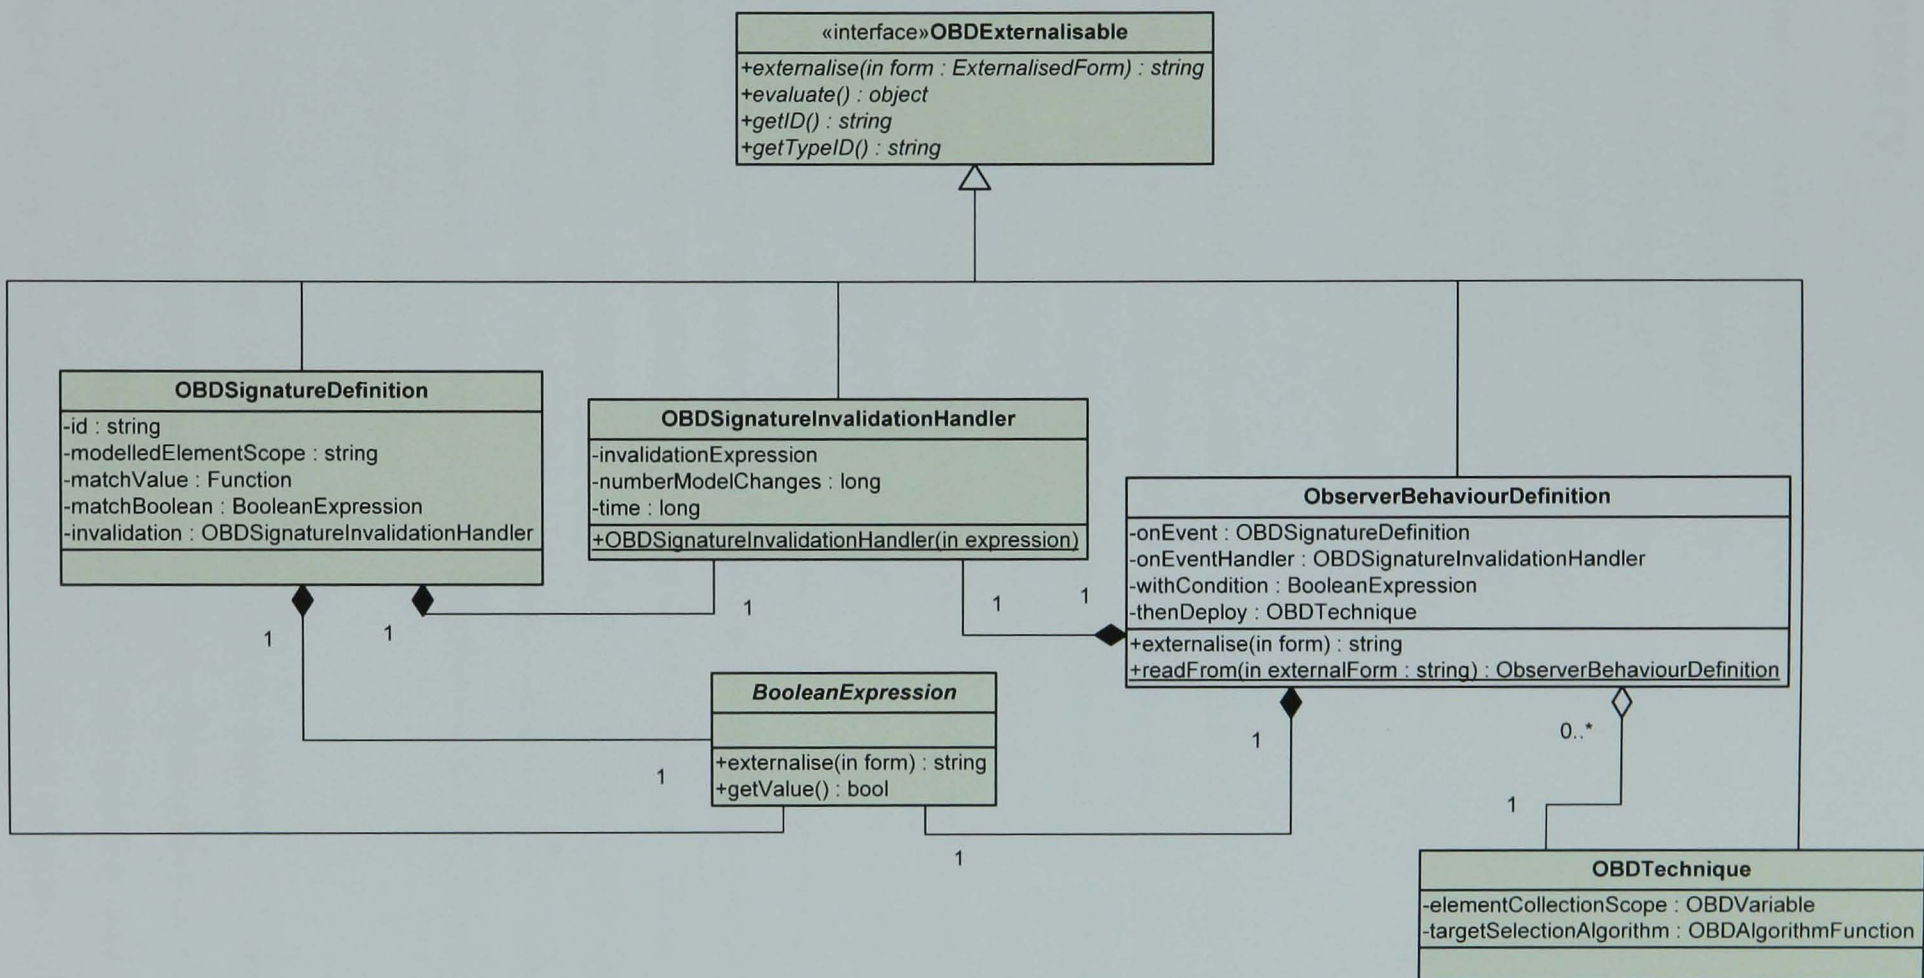 «interface»OBDExternalisable
+externalise(in form : ExternalisedForm) : string
+evaluate() : object
+getID() : string
+getTypeID() : string
OBDSignatureDefinition
-id : string
-modelledElementScope : string
-matchValue : Function
-matchBoolean : BooleanExpression
-invalidation : OBDSignatureInvalidationHandler
OBDSignatureInvalidationHandler
-invalidationExpression
-numberModelChanges : long
-time : long
+OBDSignatureInvalidationHandler(in expression)
ObserverBehaviourDefinition
-onEvent : OBDSignatureDefinition
-onEventHandler : OBDSignatureInvalidationHandler
-withCondition : BooleanExpression
-thenDeploy : OBDTechnique
+externalise(in form) : string
+readFrom(in externalForm : string) : ObserverBehaviourDefinition
1
1
1
1
1
BooleanExpression
+externalise(in form) : string
+getValue() : bool
1
1
0..*
1
1
OBDTechnique
-elementCollectionScope : OBDVariable
-targetSelectionAlgorithm : OBDAlgorithmFunction